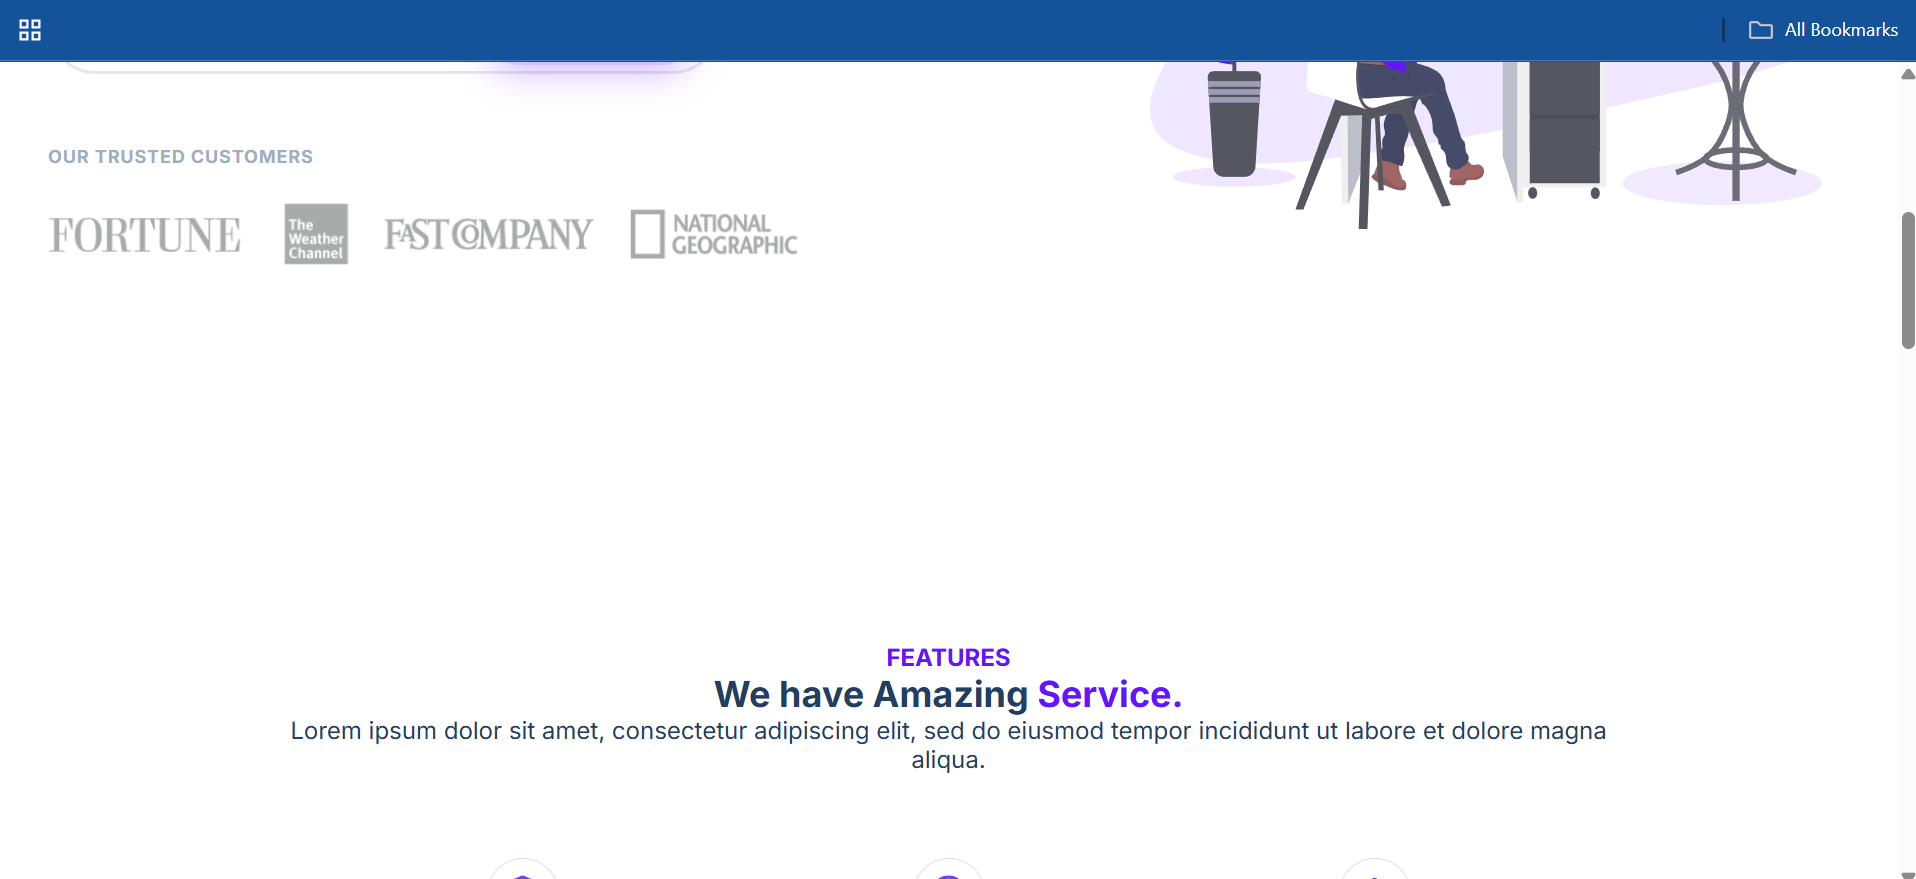 All Bookmarks
OUR TRUSTED CUSTOMERS
FORTUNE
The
Weather
Channel
FAST COMPANY
NATIONAL
GEOGRAPHIC
FEATURES
We have Amazing Service.
Lorem ipsum dolor sit amet, consectetur adipiscing elit, sed do eiusmod tempor incididunt ut labore et dolore magna
aliqua.